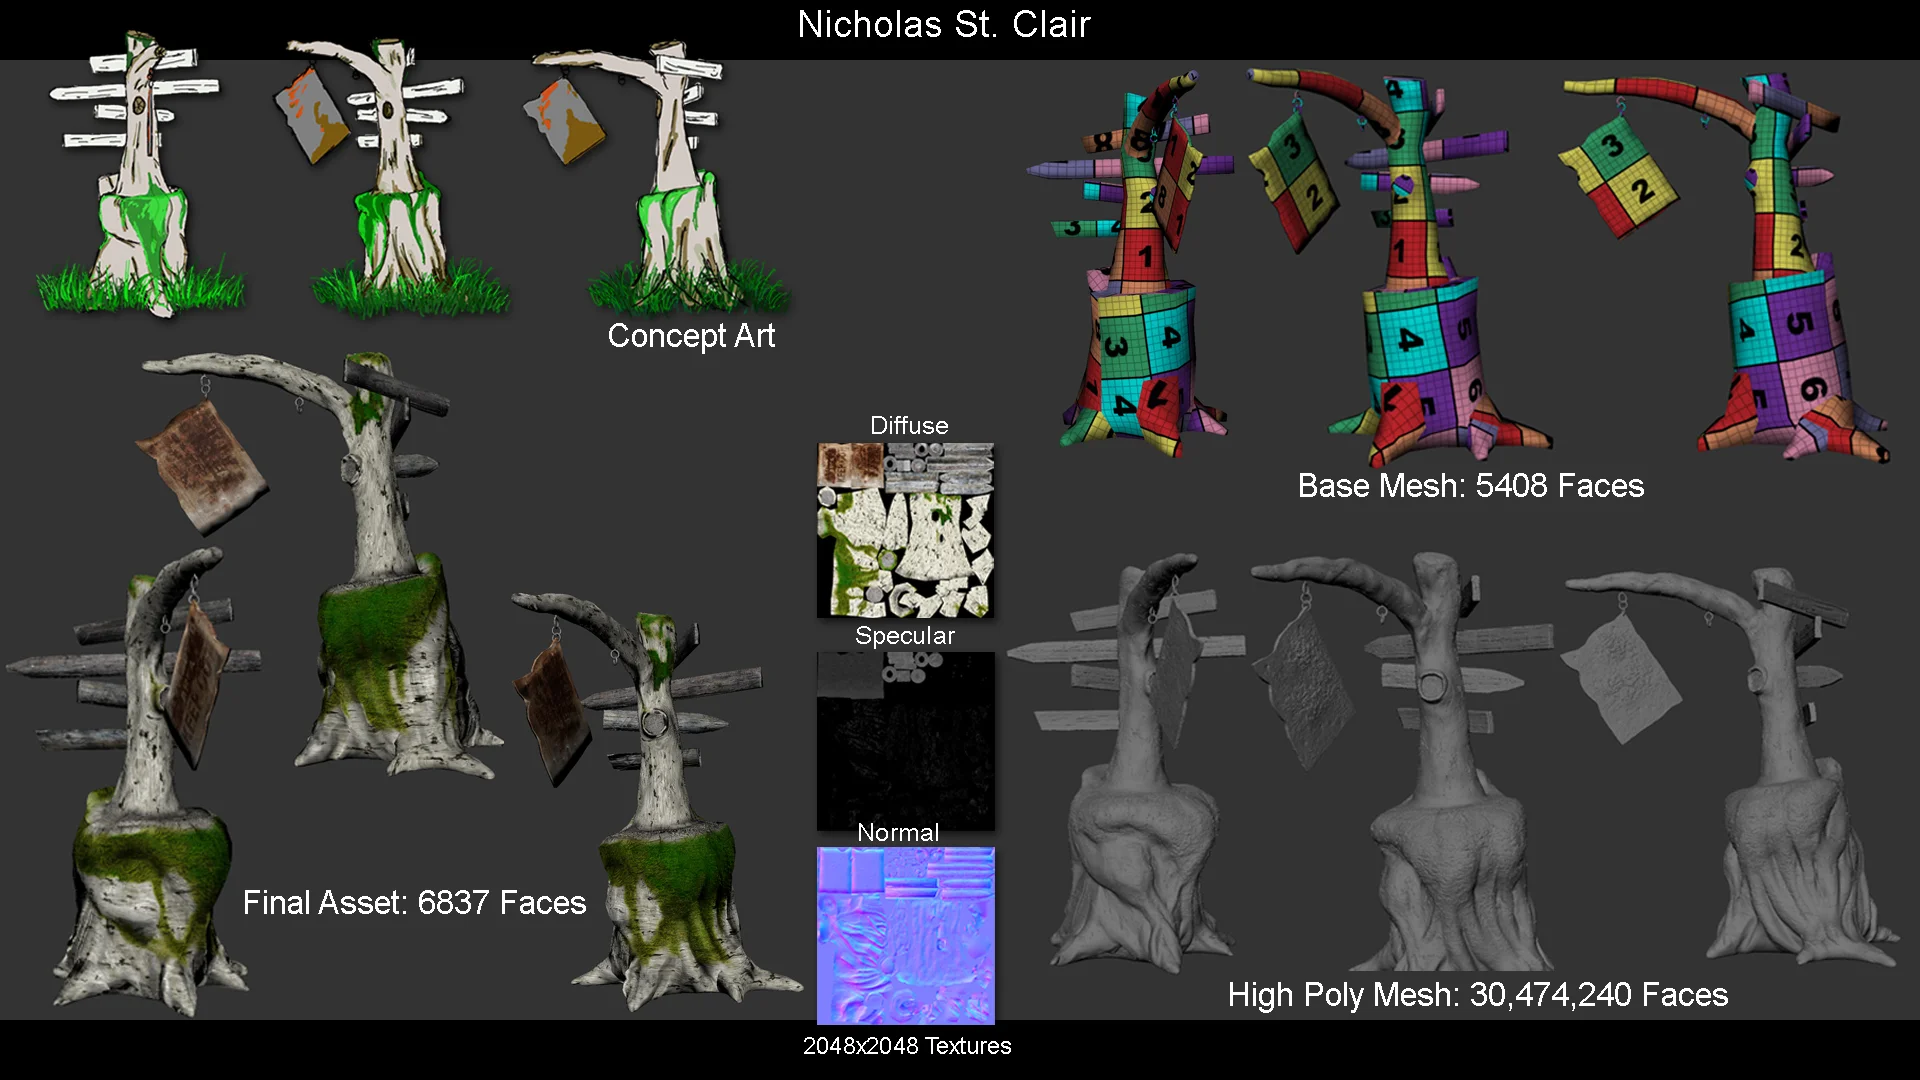 Nicholas St. Clair
Concept Art
Diffuse
Base Mesh: 5408 Faces
Specular
Normal
Final Asset: 6837 Faces
High Poly Mesh: 30,474,240 Faces
2048x2048 Textures